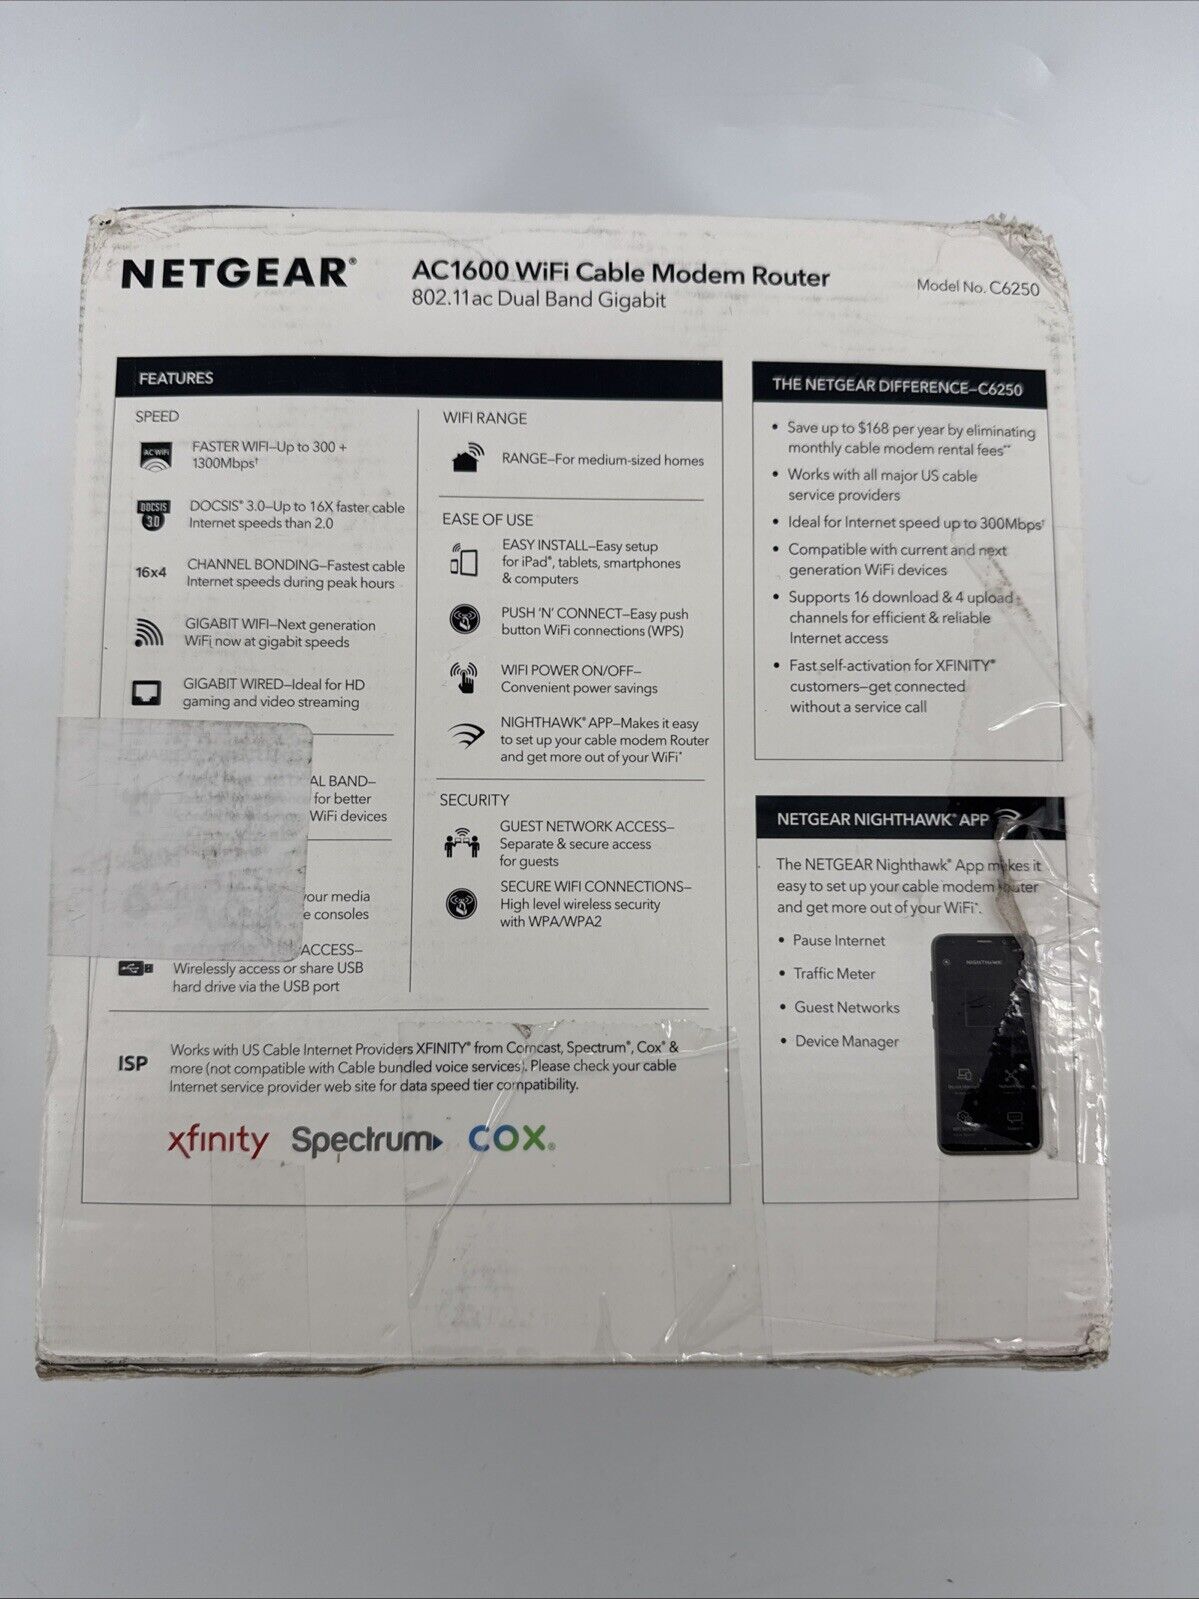 NETGEAR®
AC1600 WiFi Cable Modem Router
802.11ac Dual Band Gigabit
Model No. C6250
FEATURES
SPEED
AC WiFi
FASTER WIFI–Up to 300 +
1300Mbps†
DOCSIS
3.0
DOCSIS® 3.0–Up to 16X faster cable
Internet speeds than 2.0
16x4
CHANNEL BONDING–Fastest cable
Internet speeds during peak hours
GIGABIT WIFI–Next generation
WiFi now at gigabit speeds
GIGABIT WIRED–Ideal for HD
gaming and video streaming
BAND–
for better
WiFi devices
your media
consoles
ACCESS–
Wirelessly access or share USB
hard drive via the USB port
WIFI RANGE
RANGE–For medium-sized homes
EASE OF USE
EASY INSTALL–Easy setup
for iPad®, tablets, smartphones
& computers
PUSH 'N' CONNECT–Easy push
button WiFi connections (WPS)
WIFI POWER ON/OFF–
Convenient power savings
NIGHTHAWK® APP–Makes it easy
to set up your cable modem Router
and get more out of your WiFi*
SECURITY
GUEST NETWORK ACCESS–
Separate & secure access
for guests
SECURE WIFI CONNECTIONS–
High level wireless security
with WPA/WPA2
ISP
Works with US Cable Internet Providers XFINITY® from Comcast, Spectrum®, Cox® &
more (not compatible with Cable bundled voice services). Please check your cable
Internet service provider web site for data speed tier compatibility.
xfinity Spectrum COX®
THE NETGEAR DIFFERENCE–C6250
• Save up to $168 per year by eliminating
monthly cable modem rental fees**
• Works with all major US cable
service providers
• Ideal for Internet speed up to 300Mbps†
• Compatible with current and next
generation WiFi devices
• Supports 16 download & 4 upload
channels for efficient & reliable
Internet access
• Fast self-activation for XFINITY®
customers–get connected
without a service call
NETGEAR NIGHTHAWK® APP
The NETGEAR Nighthawk® App makes it
easy to set up your cable modem router
and get more out of your WiFi*.
• Pause Internet
• Traffic Meter
• Guest Networks
• Device Manager
NIGHTHAWK